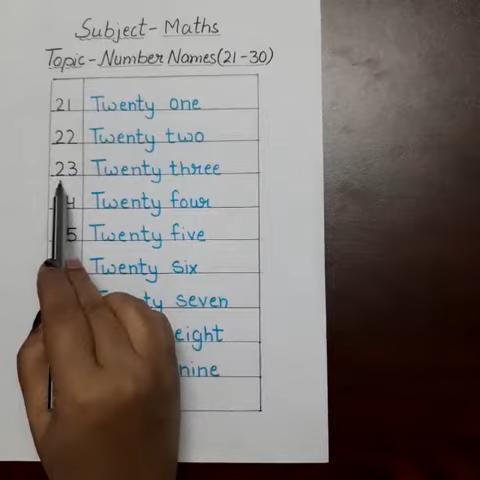 Subject - Maths
Topic - Number Names (21 - 30)
21 Twenty one
22 Twenty two
23 Twenty three
4 Twenty four
5 Twenty five
Twenty six
ty seven
eight
nine